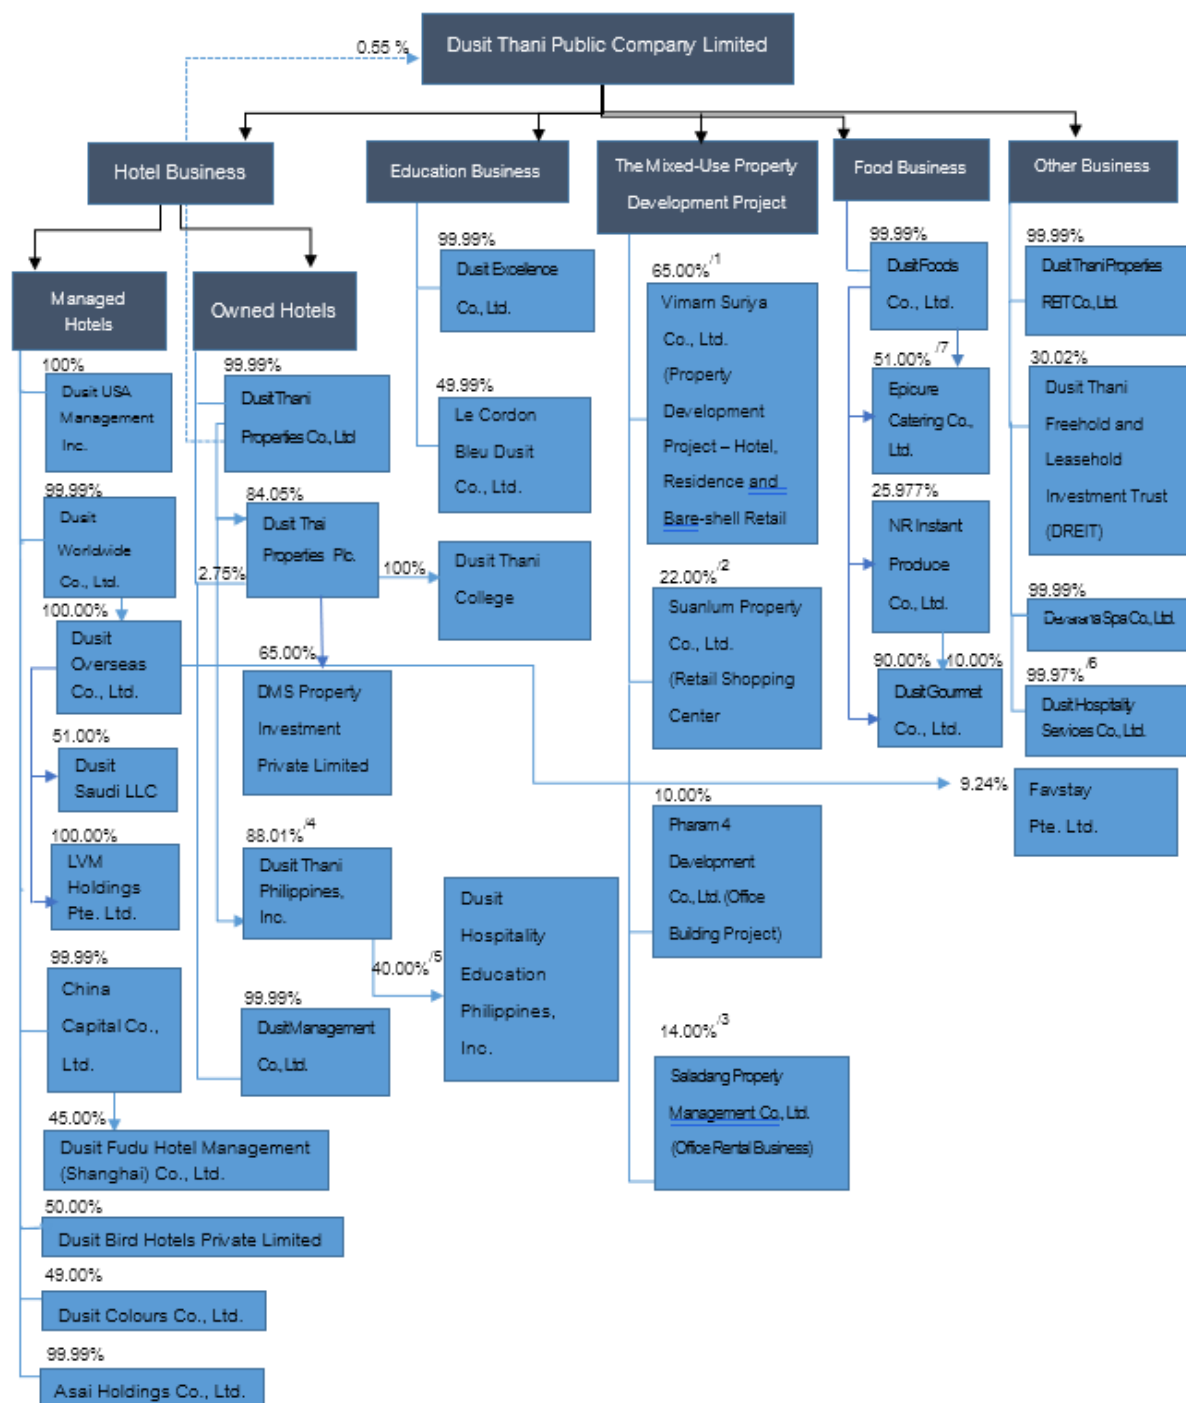 0.55 %
Dusit Thani Public Company Limited
Hotel Business
Education Business
The Mixed-Use Property
Development Project
Food Business
Other Business
Managed
Hotels
100%
Dusit USA
Management
Inc.
99.99%
Dusit
Worldwide
Co., Ltd.
100.00%
Dusit
Overseas
Co., Ltd.
51.00%
Dusit
Saudi LLC
100.00%
LVM
Holdings
Pte. Ltd.
99.99%
China
Capital Co.,
Ltd.
45.00%
Dusit Fudu Hotel Management
(Shanghai) Co., Ltd.
50.00%
Dusit Bird Hotels Private Limited
49.00%
Dusit Colours Co., Ltd.
99.99%
Asai Holdings Co., Ltd.
Owned Hotels
99.99%
Dusit Thani
Properties Co., Ltd
84.05%
Dusit Thai
Properties Plc.
2.75%
100%
65.00%
DMS Property
Investment
Private Limited
88.01%/4
Dusit Thani
Philippines,
Inc.
40.00%/5
Dusit
Hospitality
Education
Philippines,
Inc.
99.99%
Dusit Management
Co., Ltd.
99.99%
Dusit Excellence
Co., Ltd.
49.99%
Le Cordon
Bleu Dusit
Co., Ltd.
Dusit Thani
College
65.00%/1
Vimarn Suriya
Co., Ltd.
(Property
Development
Project – Hotel,
Residence and
Bare-shell Retail
22.00%/2
Suanlum Property
Co., Ltd.
(Retail Shopping
Center
10.00%
Pharam 4
Development
Co., Ltd. (Office
Building Project)
14.00%/3
Saladang Property
Management Co., Ltd.
(Office Rental Business)
99.99%
Dusit Foods
Co., Ltd.
51.00% /7
Epicure
Catering Co.,
Ltd.
25.977%
NR Instant
Produce
Co., Ltd.
90.00% 10.00%
Dusit Gourmet
Co., Ltd.
99.99%
Dusit Thani Properties
REIT Co., Ltd.
30.02%
Dusit Thani
Freehold and
Leasehold
Investment Trust
(DREIT)
99.99%
Devarana Spa Co., Ltd.
99.97%/6
Dusit Hospitality
Services Co., Ltd.
9.24%
Favstay
Pte. Ltd.